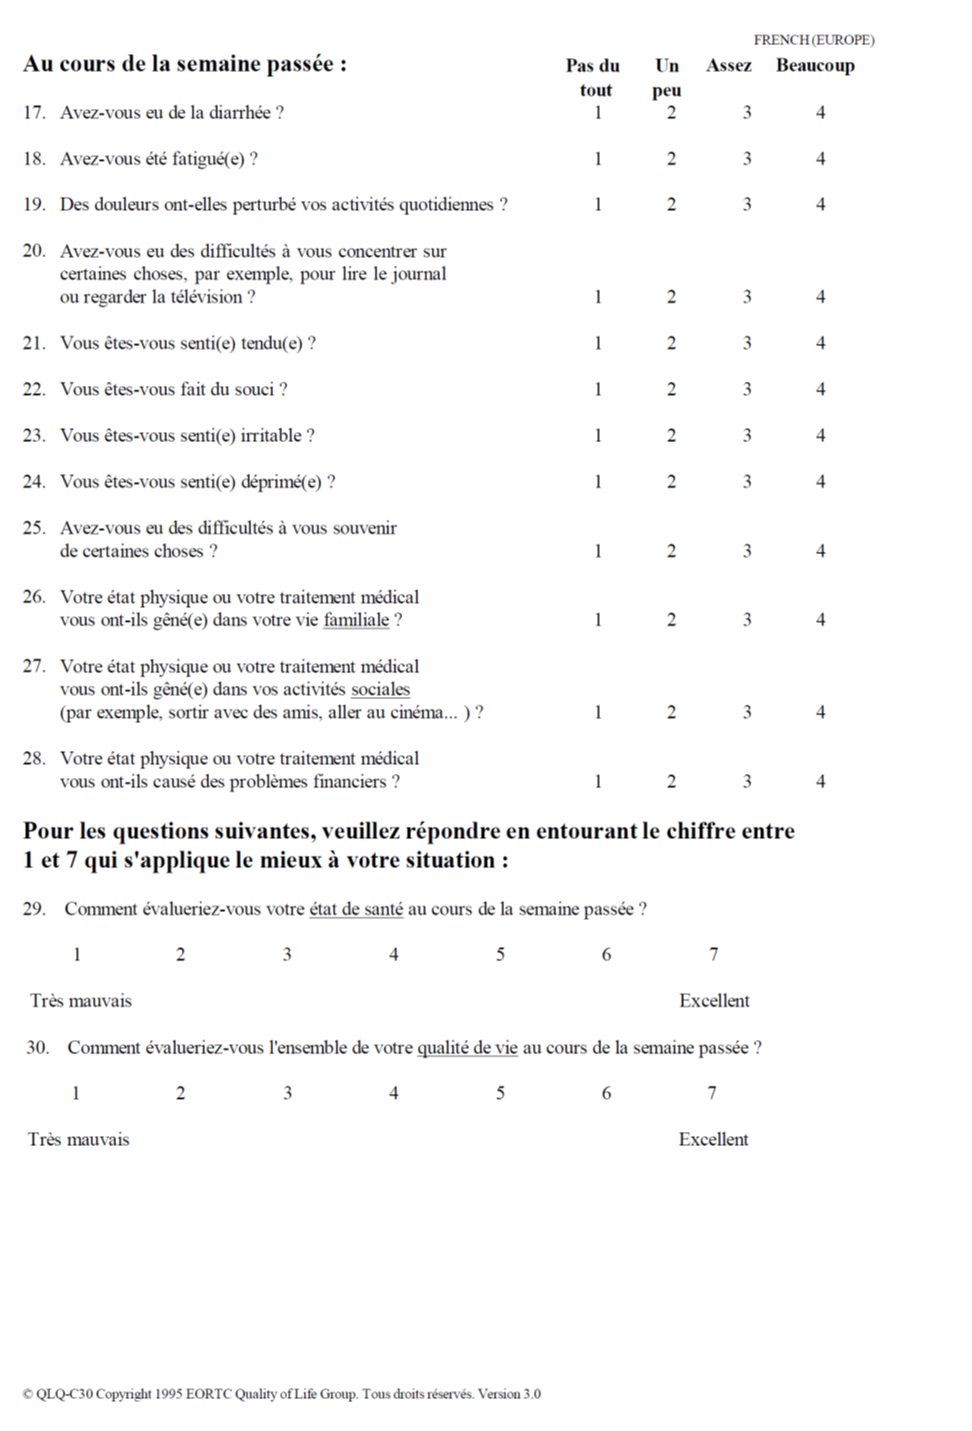 FRENCH (EUROPE)
Au cours de la semaine passée : Pas du Un Assez Beaucoup
tout peu
17. Avez-vous eu de la diarrhée ? 1 2 3 4
18. Avez-vous été fatigué(e) ? 1 2 3 4
19. Des douleurs ont-elles perturbé vos activités quotidiennes ? 1 2 3 4
20. Avez-vous eu des difficultés à vous concentrer sur
certaines choses, par exemple, pour lire le journal
ou regarder la télévision ? 1 2 3 4
21. Vous êtes-vous senti(e) tendu(e) ? 1 2 3 4
22. Vous êtes-vous fait du souci ? 1 2 3 4
23. Vous êtes-vous senti(e) irritable ? 1 2 3 4
24. Vous êtes-vous senti(e) déprimé(e) ? 1 2 3 4
25. Avez-vous eu des difficultés à vous souvenir
de certaines choses ? 1 2 3 4
26. Votre état physique ou votre traitement médical
vous ont-ils gêné(e) dans votre vie familiale ? 1 2 3 4
27. Votre état physique ou votre traitement médical
vous ont-ils gêné(e) dans vos activités sociales
(par exemple, sortir avec des amis, aller au cinéma... ) ? 1 2 3 4
28. Votre état physique ou votre traitement médical
vous ont-ils causé des problèmes financiers ? 1 2 3 4
Pour les questions suivantes, veuillez répondre en entourant le chiffre entre
1 et 7 qui s'applique le mieux à votre situation :
29. Comment évalueriez-vous votre état de santé au cours de la semaine passée ?
1 2 3 4 5 6 7
Très mauvais Excellent
30. Comment évalueriez-vous l'ensemble de votre qualité de vie au cours de la semaine passée ?
1 2 3 4 5 6 7
Très mauvais Excellent
© QLQ-C30 Copyright 1995 EORTC Quality of Life Group. Tous droits réservés. Version 3.0